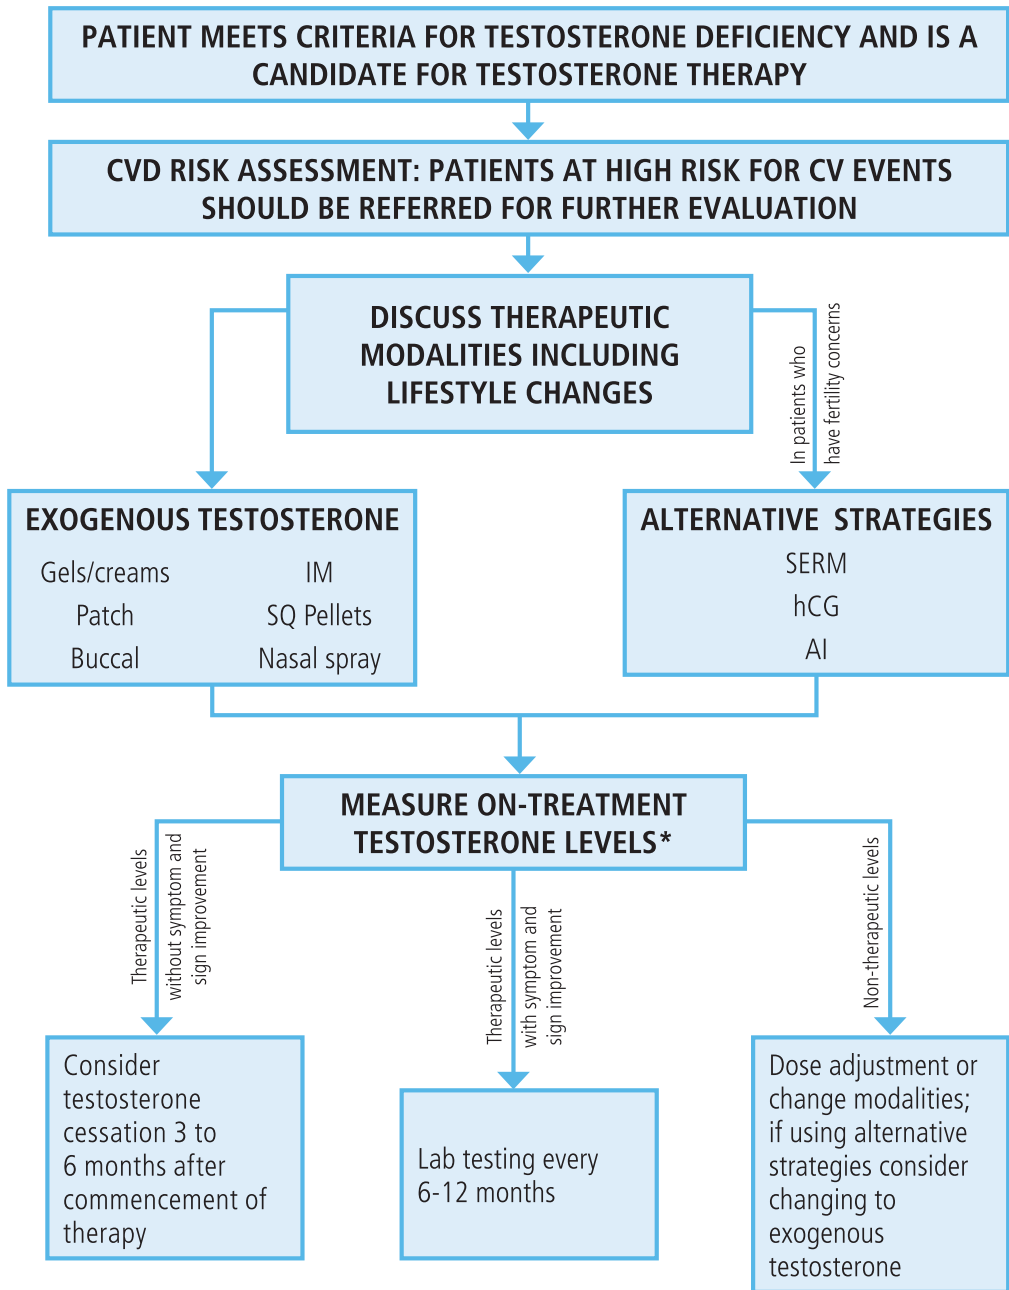 PATIENT MEETS CRITERIA FOR TESTOSTERONE DEFICIENCY AND IS A
CANDIDATE FOR TESTOSTERONE THERAPY
CVD RISK ASSESSMENT: PATIENTS AT HIGH RISK FOR CV EVENTS
SHOULD BE REFERRED FOR FURTHER EVALUATION
DISCUSS THERAPEUTIC
MODALITIES INCLUDING
LIFESTYLE CHANGES
In patients who
have fertility concerns
EXOGENOUS TESTOSTERONE
Gels/creams
Patch
Buccal
IM
SQ Pellets
Nasal spray
ALTERNATIVE STRATEGIES
SERM
hCG
AI
MEASURE ON-TREATMENT
TESTOSTERONE LEVELS*
Therapeutic levels
without symptom and
sign improvement
Therapeutic levels
with symptom and
sign improvement
Non-therapeutic levels
Consider
testosterone
cessation 3 to
6 months after
commencement of
therapy
Lab testing every
6-12 months
Dose adjustment or
change modalities;
if using alternative
strategies consider
changing to
exogenous
testosterone